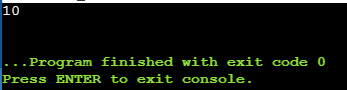 10
...Program finished with exit code 0
Press ENTER to exit console.